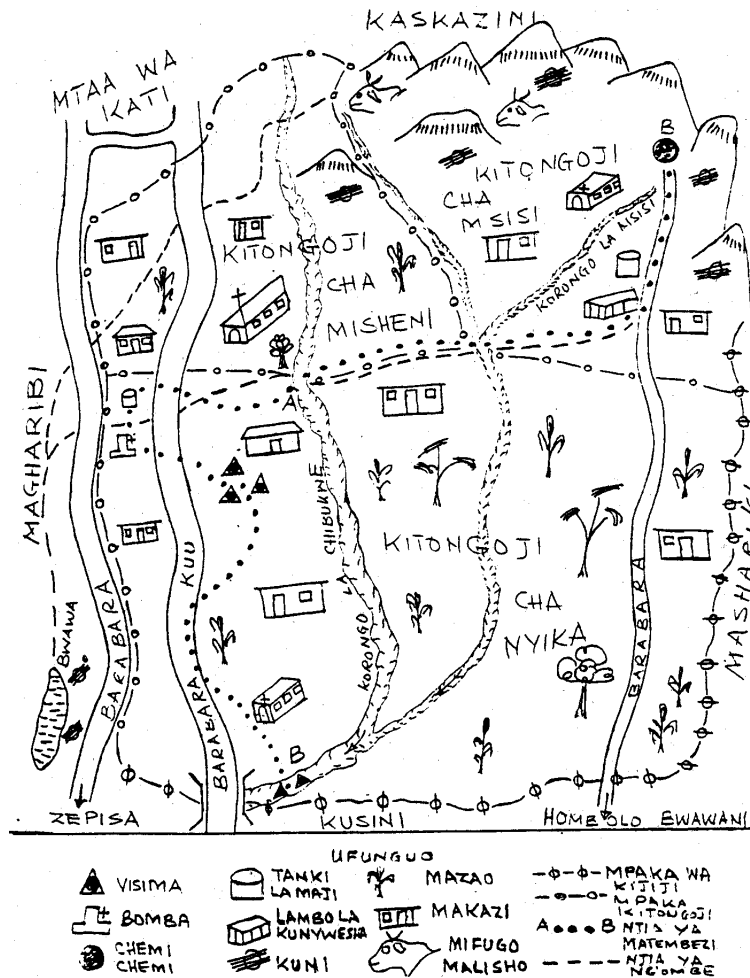 KASKAZINI
MTAA WA
KATI
B
KITONGOJI
CHA
MSISI
KORONGO LA MSISI
KITONGOJI
CHA
MISHENI
MAGHARIBI
A
KORONGO LA CHIBUKWE
KITONGOJI
CHA
NYIKA
BARABARA KUU
BARABARA
BARABARA
BWAWA
B
ZEPISA
KUSINI
HOMBOLO BWAWANI
UFUNGUO
VISIMA
BOMBA
CHEMI
CHEMI
TANKI
LA MAJI
LAMBO LA
KUNYWESHA
KUNI
MAZAO
MAKAZI
MIFUGO
MALISHO
MPAKA WA
KIJIJI
MPAKA
KITONGOJI
A B NJIA YA
MATEMBEZI
NJIA YA
NG'OMBE